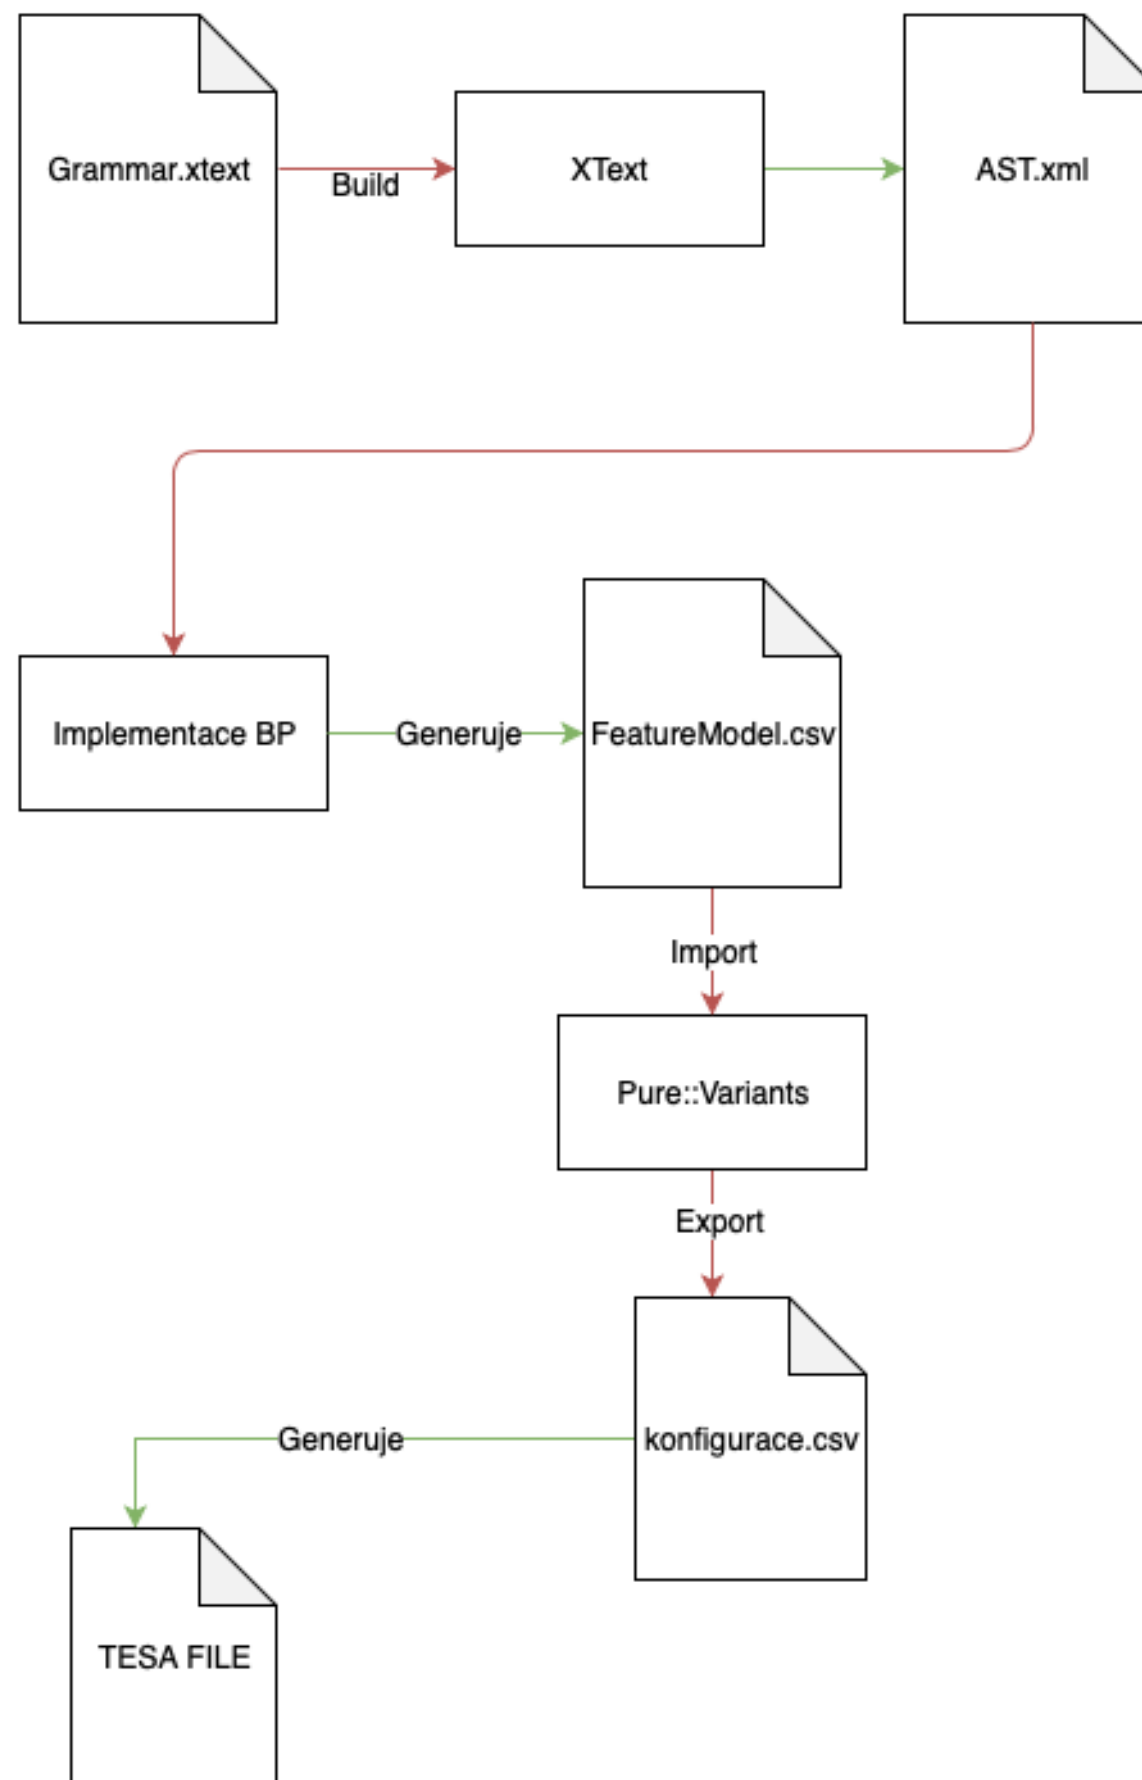 Grammar.xtext
Build
XText
AST.xml
Implementace BP
Generuje
FeatureModel.csv
Import
Pure::Variants
Export
konfigurace.csv
Generuje
TESA FILE